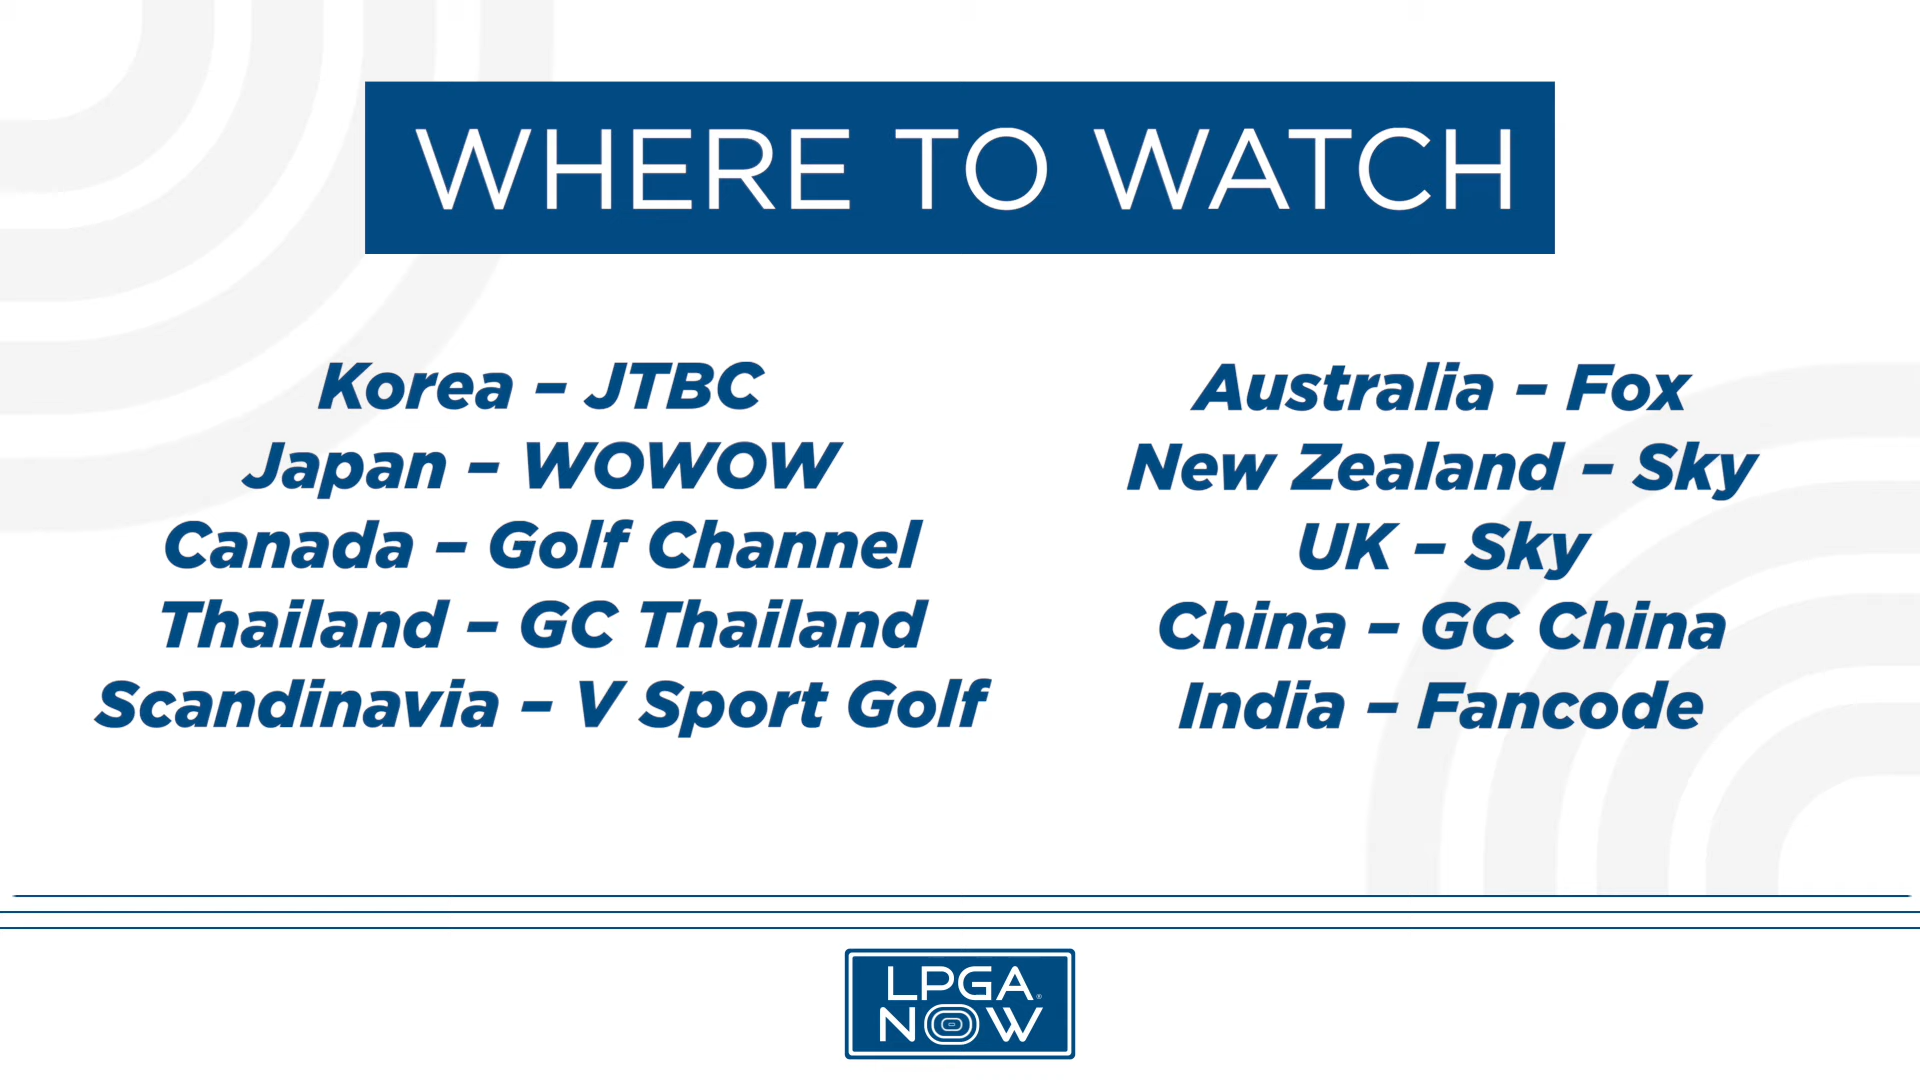 WHERE TO WATCH
Korea – JTBC
Japan – WOWOW
Canada – Golf Channel
Thailand – GC Thailand
Scandinavia – V Sport Golf
Australia – Fox
New Zealand – Sky
UK – Sky
China – GC China
India – Fancode
LPGA®
NOW